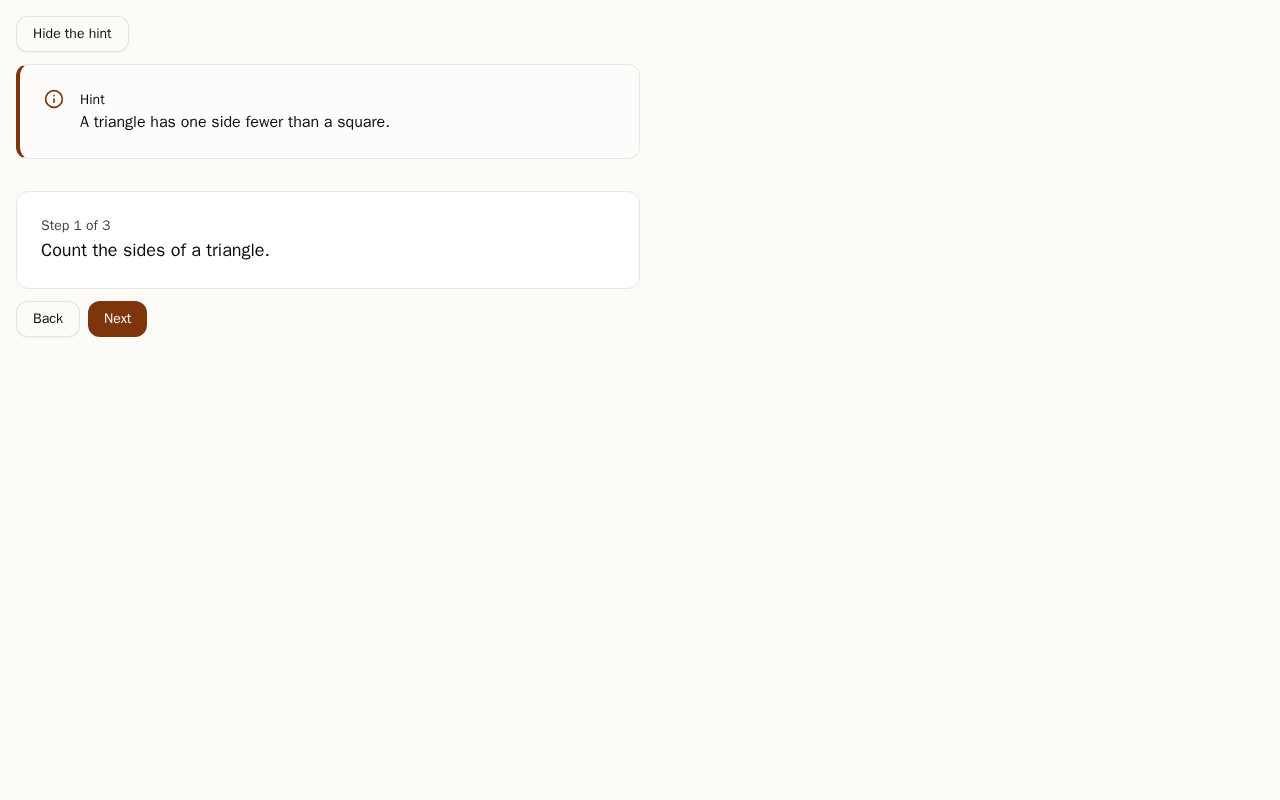 Hide the hint
Hint
A triangle has one side fewer than a square.
Step 1 of 3
Count the sides of a triangle.
Back
Next